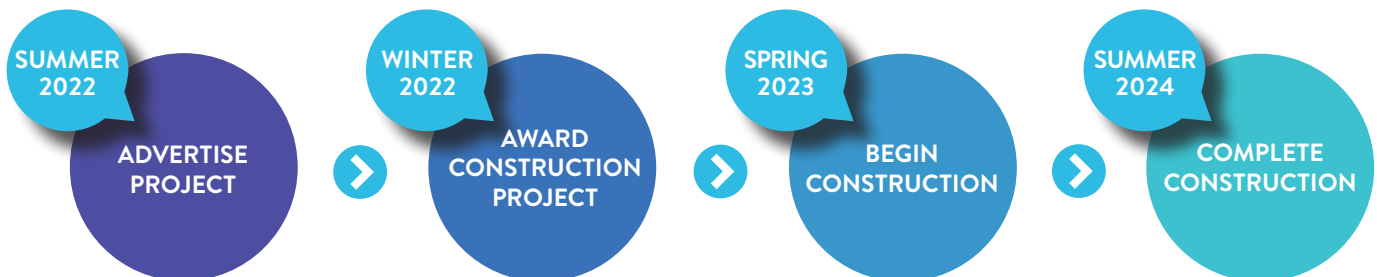 SUMMER
2022
ADVERTISE
PROJECT
WINTER
2022
AWARD
CONSTRUCTION
PROJECT
SPRING
2023
BEGIN
CONSTRUCTION
SUMMER
2024
COMPLETE
CONSTRUCTION